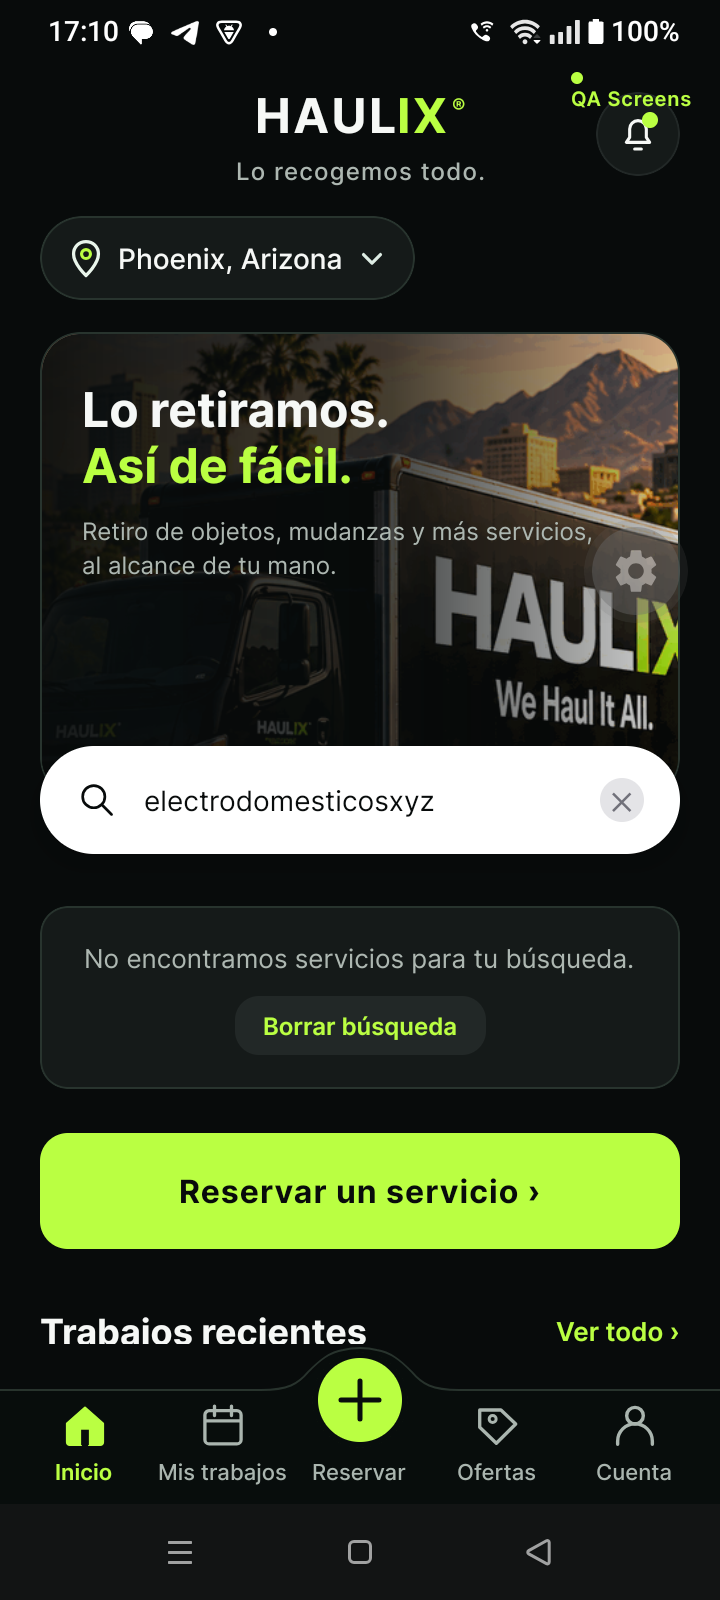 17:10
100%
QA Screens
HAULIX®
Lo recogemos todo.
Phoenix, Arizona
Lo retiramos.
Así de fácil.
Retiro de objetos, mudanzas y más servicios,
al alcance de tu mano.
HAULIX
We Haul It All.
HAULIX
HAULIX
electrodomesticosxyz
No encontramos servicios para tu búsqueda.
Borrar búsqueda
Reservar un servicio ›
Trabajos recientes
Ver todo ›
Inicio
Mis trabajos
Reservar
Ofertas
Cuenta